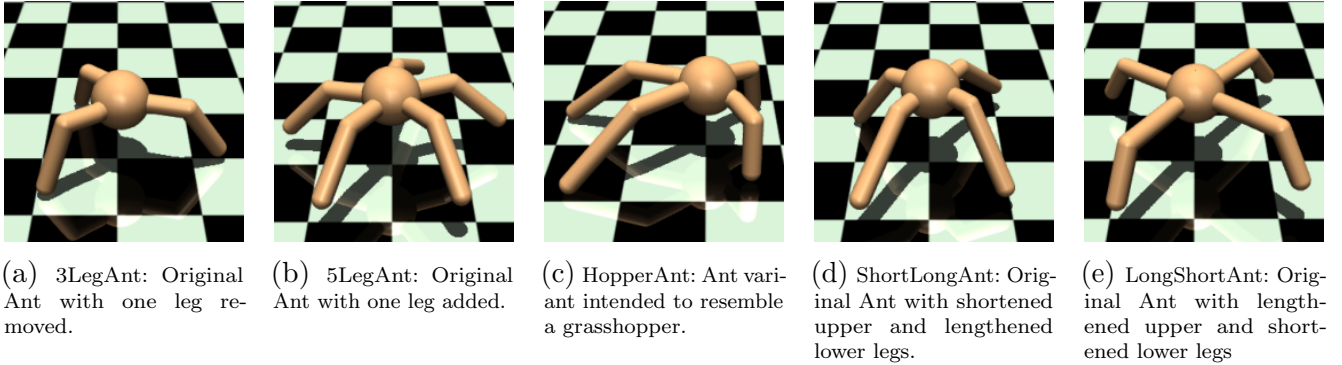 (a) 3LegAnt: Original
Ant with one leg re-
moved.
(b) 5LegAnt: Original
Ant with one leg added.
(c) HopperAnt: Ant vari-
ant intended to resemble
a grasshopper.
(d) ShortLongAnt: Orig-
inal Ant with shortened
upper and lengthened
lower legs.
(e) LongShortAnt: Orig-
inal Ant with length-
ened upper and short-
ened lower legs